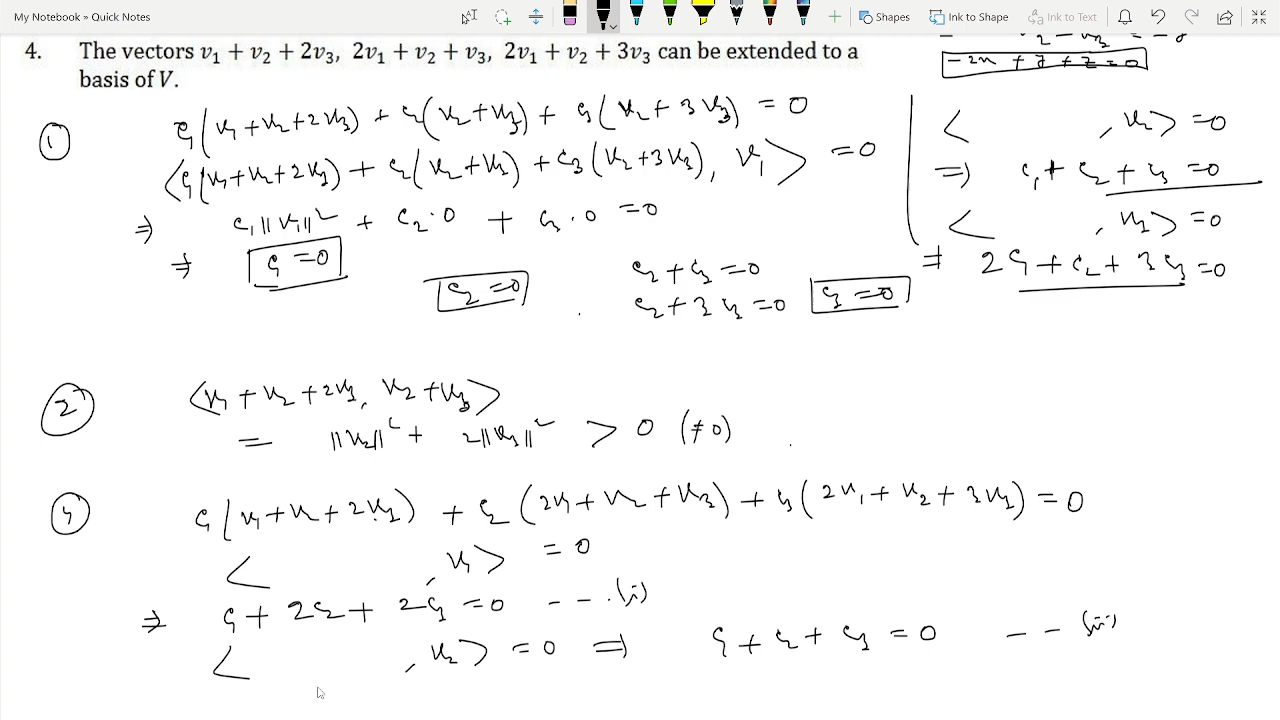 My Notebook » Quick Notes
Shapes Ink to Shape Ink to Text
4. The vectors v₁ + v₂ + 2v₃, 2v₁ + v₂ + v₃, 2v₁ + v₂ + 3v₃ can be extended to a
basis of V.
-2x + z + z = 0
① c₁(v₁+v₂+2v₃) + c₂(v₂+v₃) + c₃(v₂+3v₃) = 0
⟨c₁(v₁+v₂+2v₃) + c₂(v₂+v₃) + c₃(v₂+3v₃), v₁⟩ = 0
⇒ c₁||v₁||² + c₂·0 + c₃·0 = 0
⇒ c₁ = 0
c₂ = 0
c₂ + c₃ = 0
c₂ + 3c₃ = 0
c₃ = 0
⟨ , v₂⟩ = 0
⇒ c₁ + c₂ + c₃ = 0
⟨ , v₃⟩ = 0
⇒ 2c₁ + c₂ + 3c₃ = 0
② ⟨v₁ + v₂ + 2v₃, v₂ + v₃⟩
= ||v₂||² + 2||v₃||² > 0 (≠0)
④ c₁(v₁+v₂+2v₃) + c₂(2v₁+v₂+v₃) + c₃(2v₁+v₂+3v₃) = 0
⟨ , v₁⟩ = 0
⇒ c₁ + 2c₂ + 2c₃ = 0 --.(i)
⟨ , v₂⟩ = 0 ⇒ c₁ + c₂ + c₃ = 0 -- (ii)